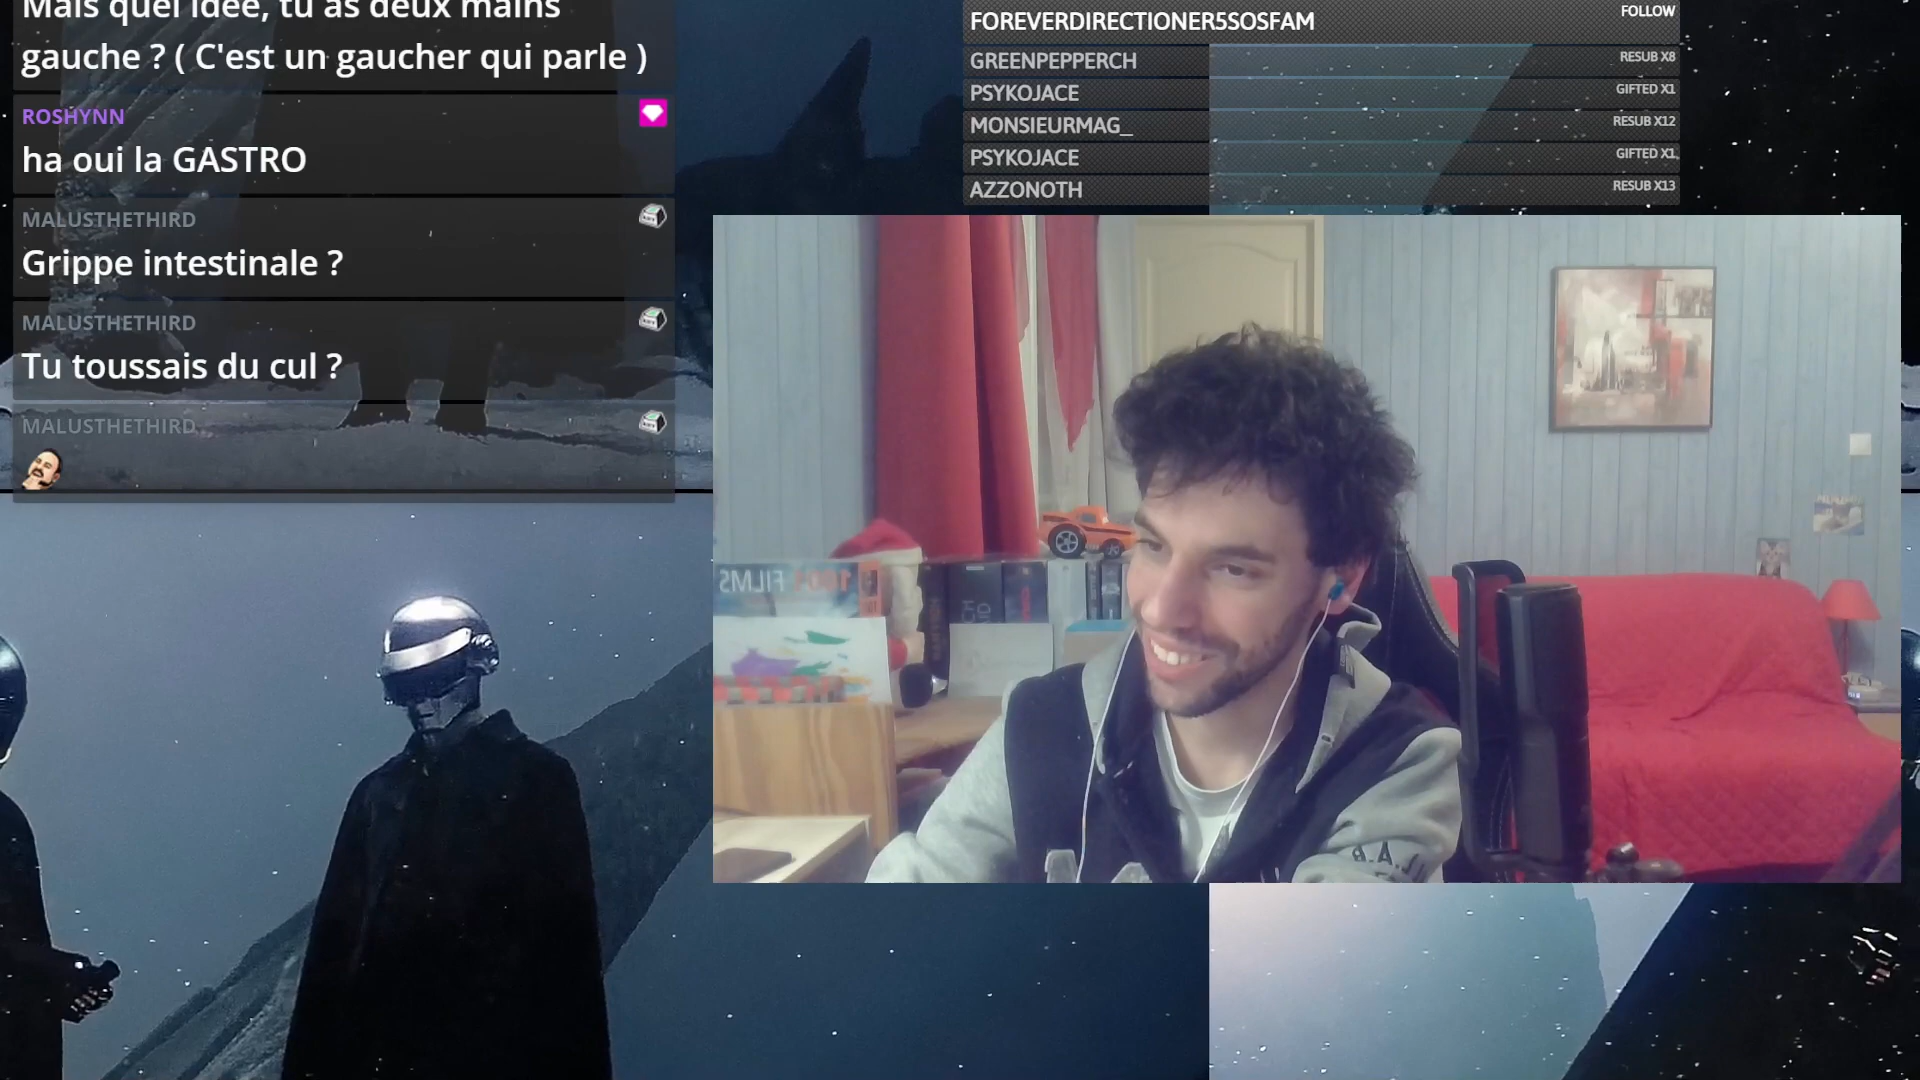 Mais quel idée, tu as deux mains
gauche ? ( C'est un gaucher qui parle )
ROSHYNN
ha oui la GASTRO
MALUSTHETHIRD
Grippe intestinale ?
MALUSTHETHIRD
Tu toussais du cul ?
MALUSTHETHIRD
FOREVERDIRECTIONER5SOSFAM FOLLOW
GREENPEPPERCH RESUB X8
PSYKOJACE GIFTED X1
MONSIEURMAG_ RESUB X12
PSYKOJACE GIFTED X1
AZZONOTH RESUB X13
1001 FILMS